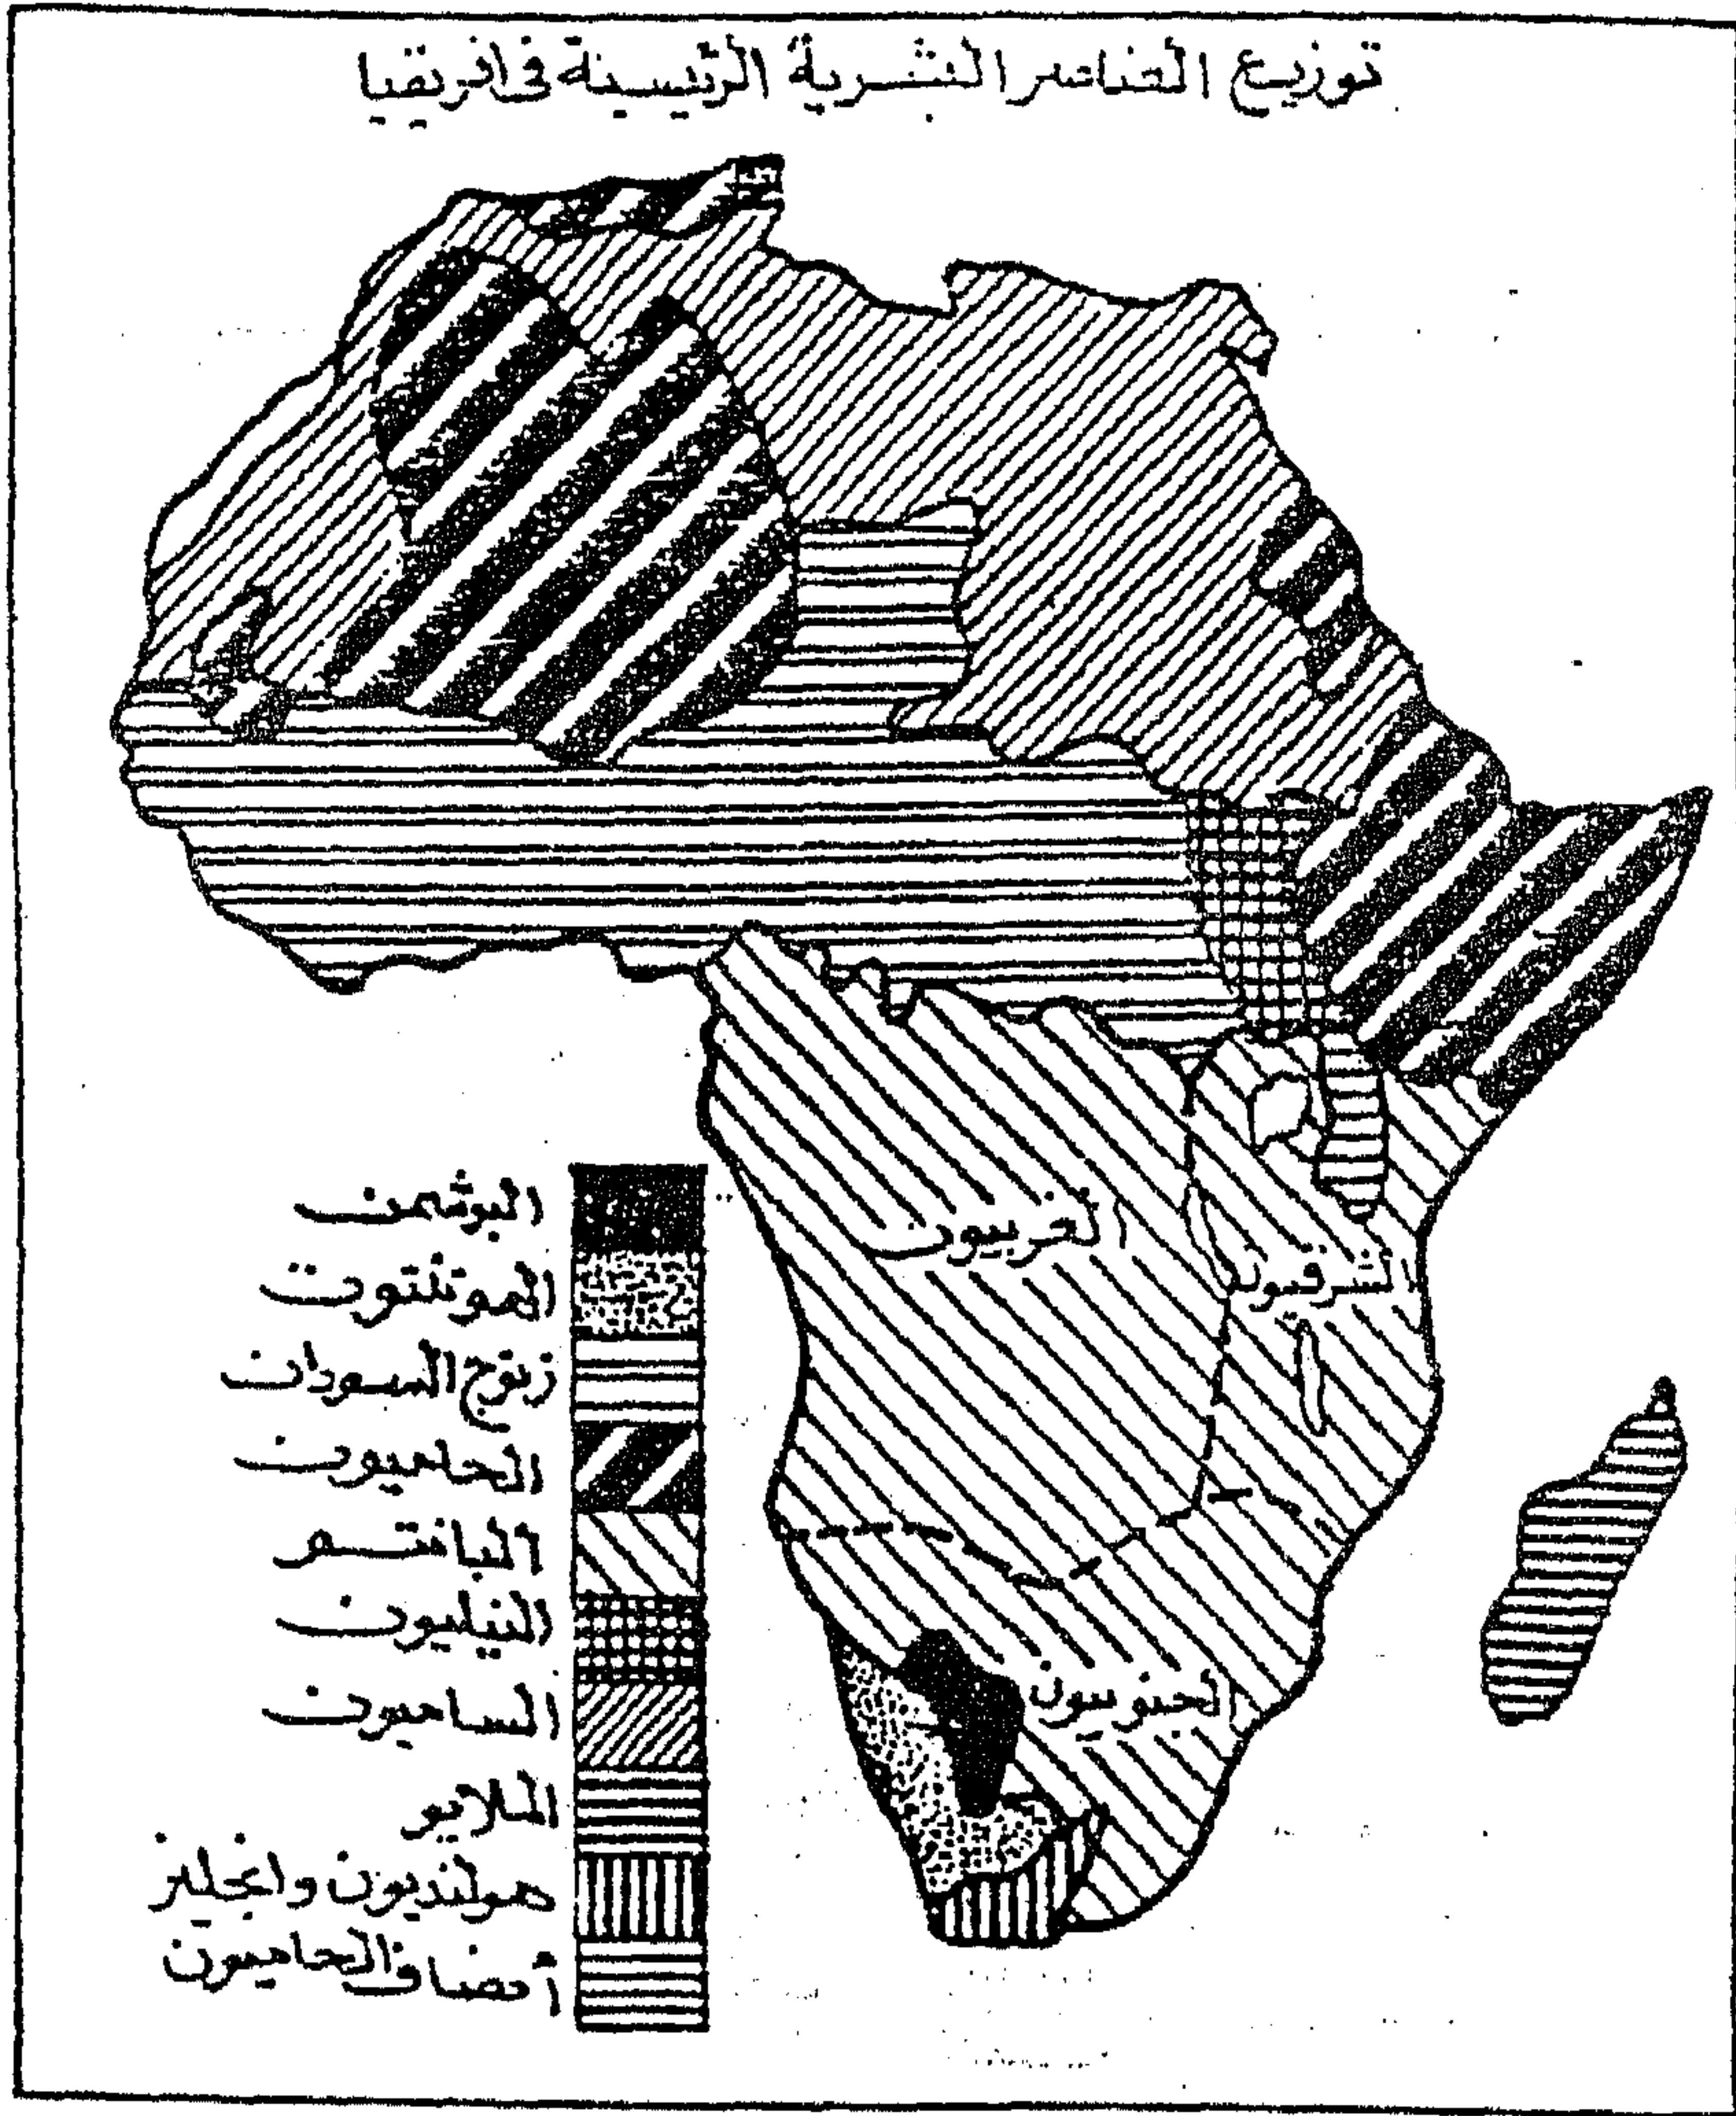 توزيع العناصر البشرية الرئيسية في افريقيا
الغربيون
الشرقيون
الجنوبيون
البوشمن
الهوتنتوت
زنوج السودان
الحاميون
البانتو
النيليون
الساميون
الملايو
هولنديون وانجليز
أنصاف الحاميون